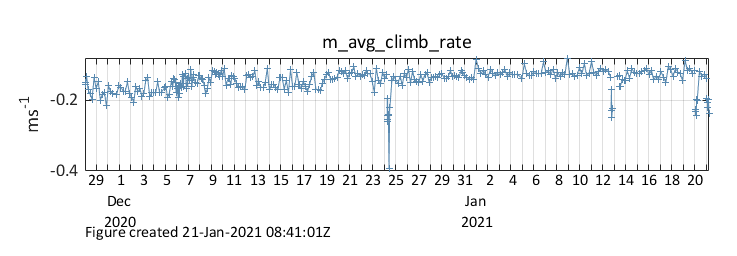 m_avg_climb_rate
ms-1
-0.2
-0.4
29 1 3 5 7 9 11 13 15 17 19 21 23 25 27 29 31 2 4 6 8 10 12 14 16 18 20
Dec Jan
2020 2021
Figure created 21-Jan-2021 08:41:01Z